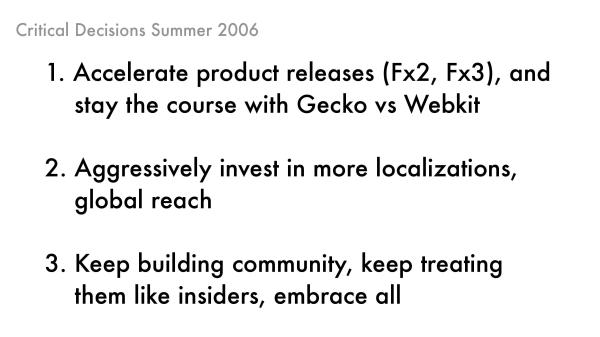 Critical Decisions Summer 2006
1. Accelerate product releases (Fx2, Fx3), and
stay the course with Gecko vs Webkit
2. Aggressively invest in more localizations,
global reach
3. Keep building community, keep treating
them like insiders, embrace all